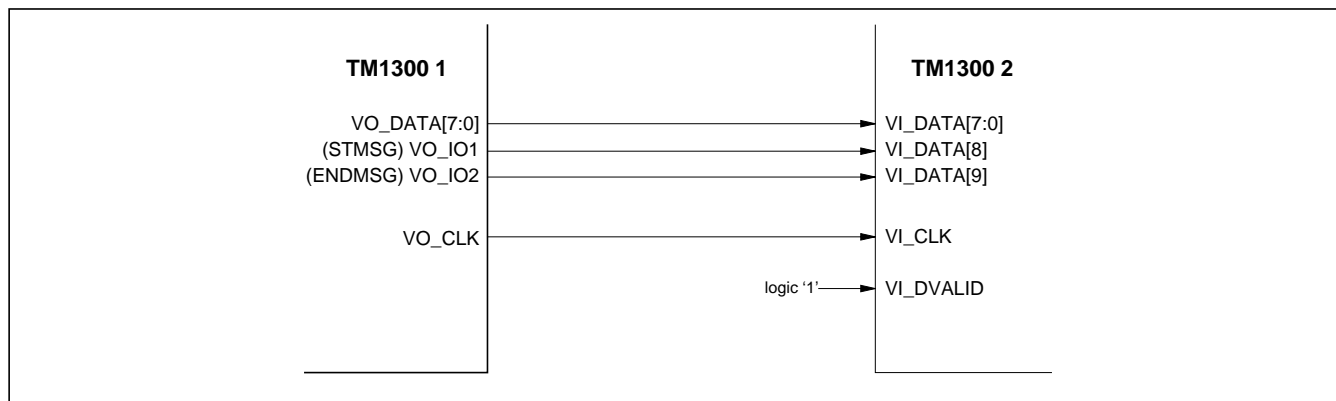 TM1300 1
TM1300 2
VO_DATA[7:0]
VI_DATA[7:0]
(STMSG) VO_IO1
VI_DATA[8]
(ENDMSG) VO_IO2
VI_DATA[9]
VO_CLK
VI_CLK
logic ‘1’
VI_DVALID